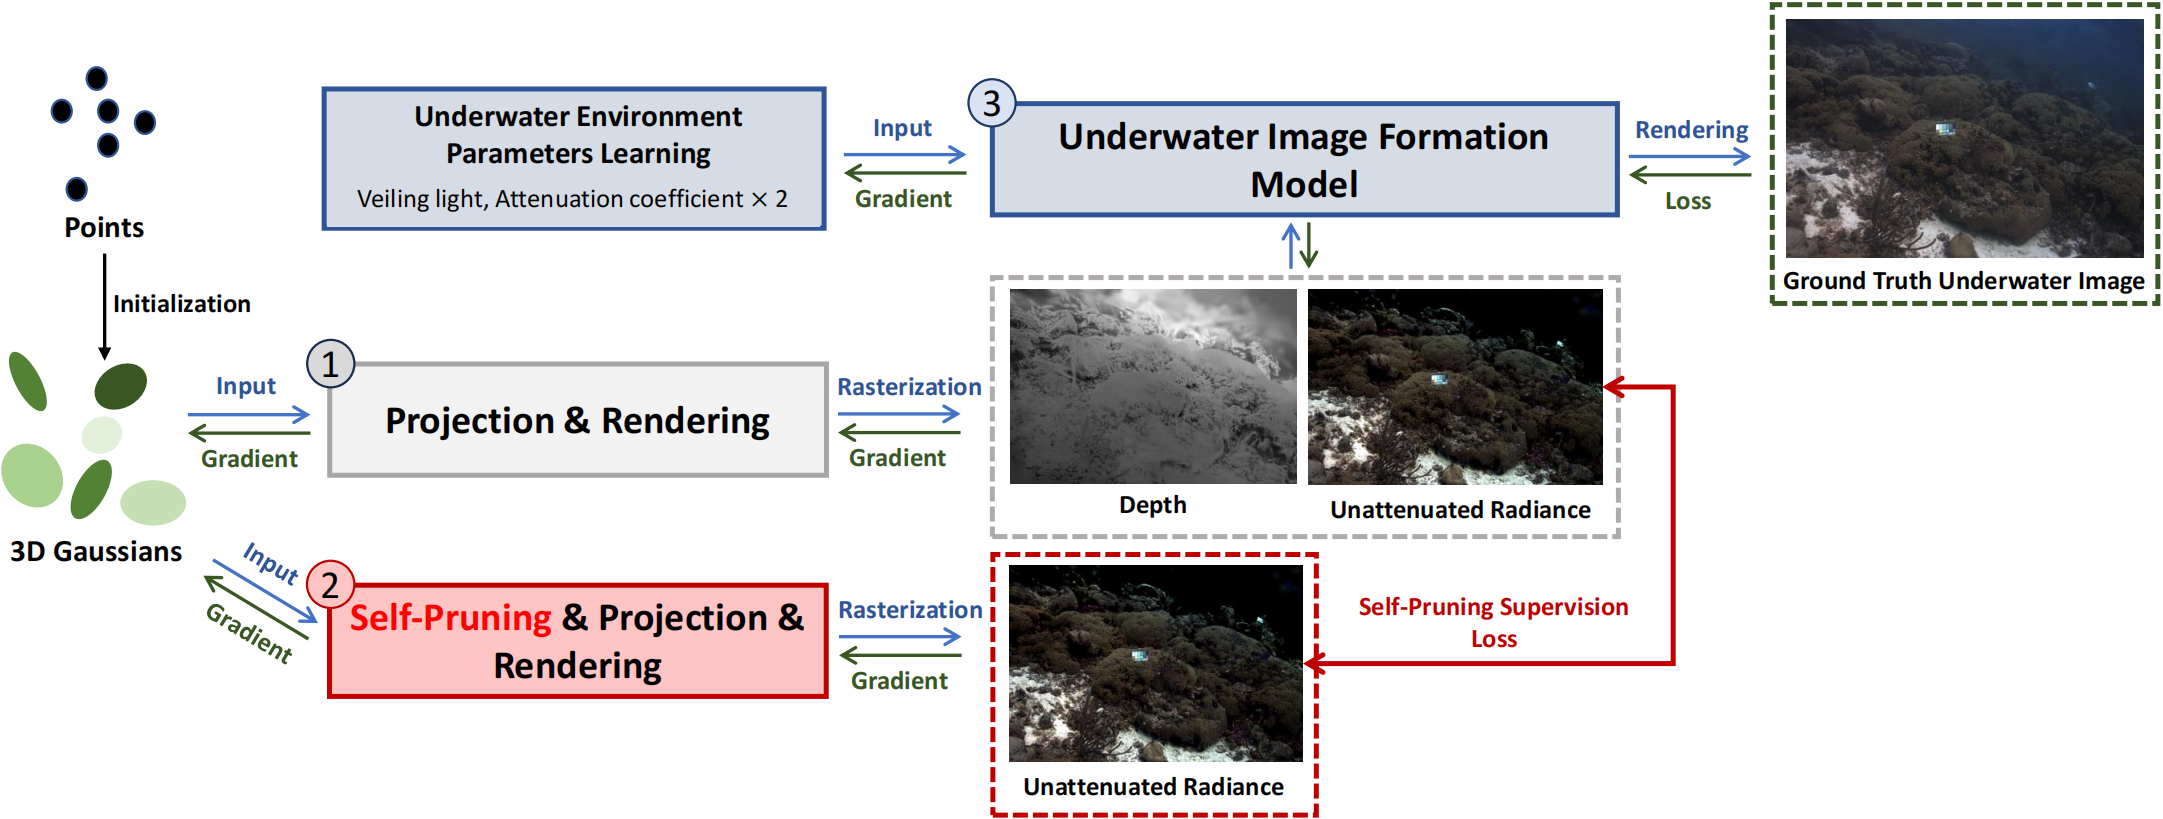 Points
Initialization
3D Gaussians
Underwater Environment
Parameters Learning
Veiling light, Attenuation coefficient × 2
Input
Gradient
3
Underwater Image Formation
Model
Rendering
Loss
Ground Truth Underwater Image
Input
Gradient
1
Projection & Rendering
Rasterization
Gradient
Depth
Unattenuated Radiance
Input
Gradient
2
Self-Pruning & Projection &
Rendering
Rasterization
Gradient
Unattenuated Radiance
Self-Pruning Supervision
Loss